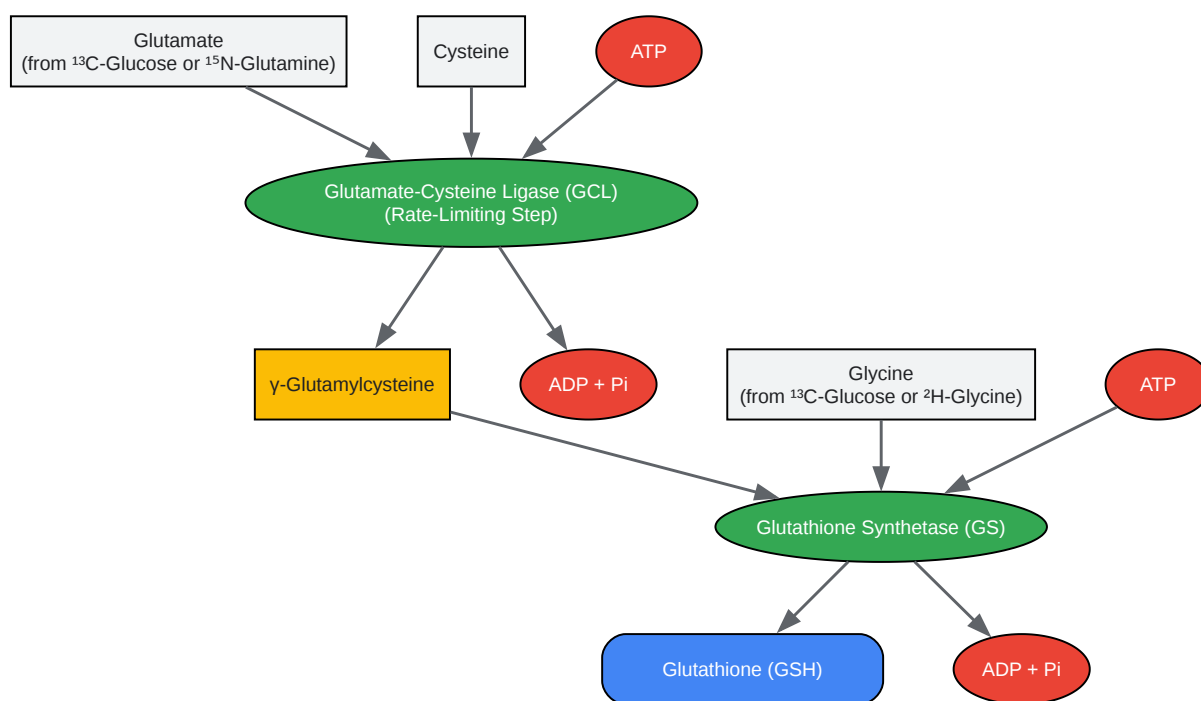 Glutamate
(from ¹³C-Glucose or ¹⁵N-Glutamine)
Cysteine
ATP
Glutamate-Cysteine Ligase (GCL)
(Rate-Limiting Step)
γ-Glutamylcysteine
ADP + Pi
Glycine
(from ¹³C-Glucose or ²H-Glycine)
ATP
Glutathione Synthetase (GS)
Glutathione (GSH)
ADP + Pi